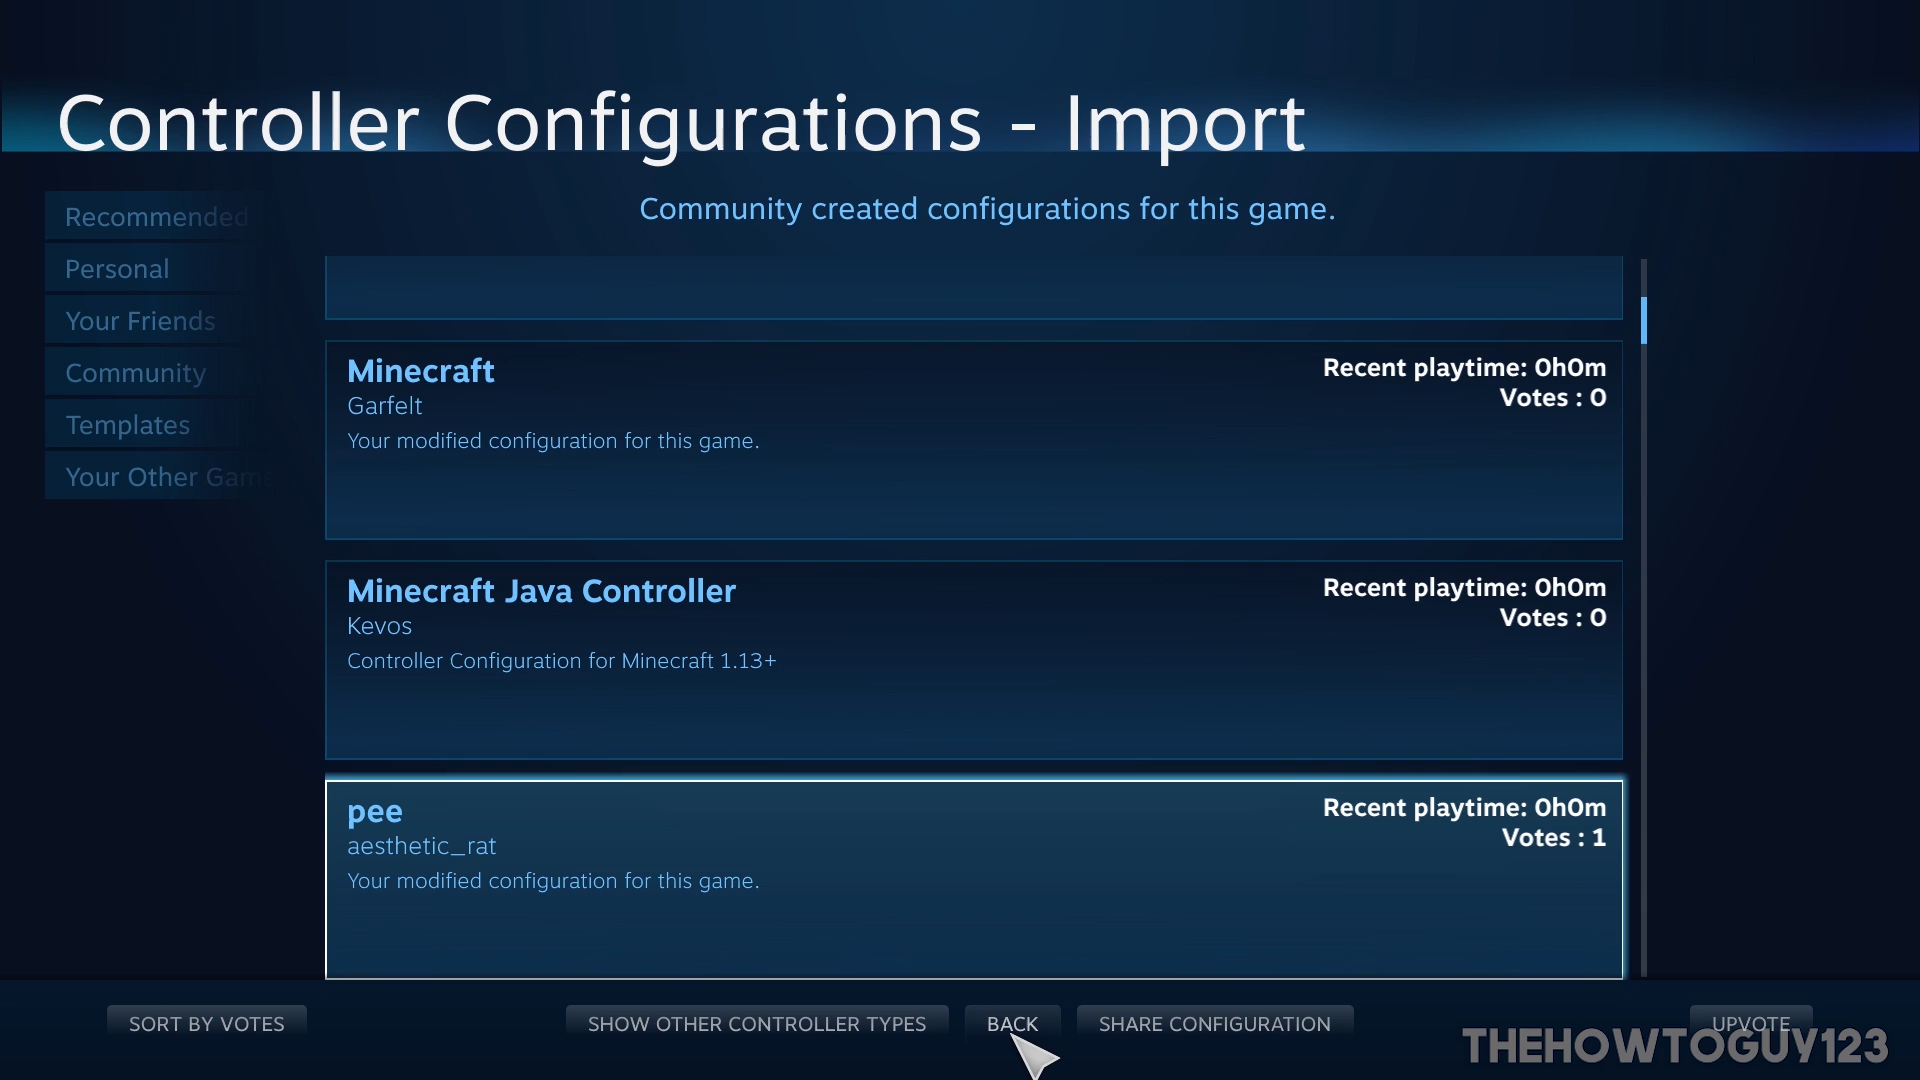 Controller Configurations - Import
Community created configurations for this game.
Recommended
Personal
Your Friends
Community
Templates
Your Other Game
Minecraft
Garfelt
Your modified configuration for this game.
Recent playtime: 0h0m
Votes : 0
Minecraft Java Controller
Kevos
Controller Configuration for Minecraft 1.13+
Recent playtime: 0h0m
Votes : 0
pee
aesthetic_rat
Your modified configuration for this game.
Recent playtime: 0h0m
Votes : 1
SORT BY VOTES
SHOW OTHER CONTROLLER TYPES
BACK
SHARE CONFIGURATION
UPVOTE
THEHOWTOGUY123